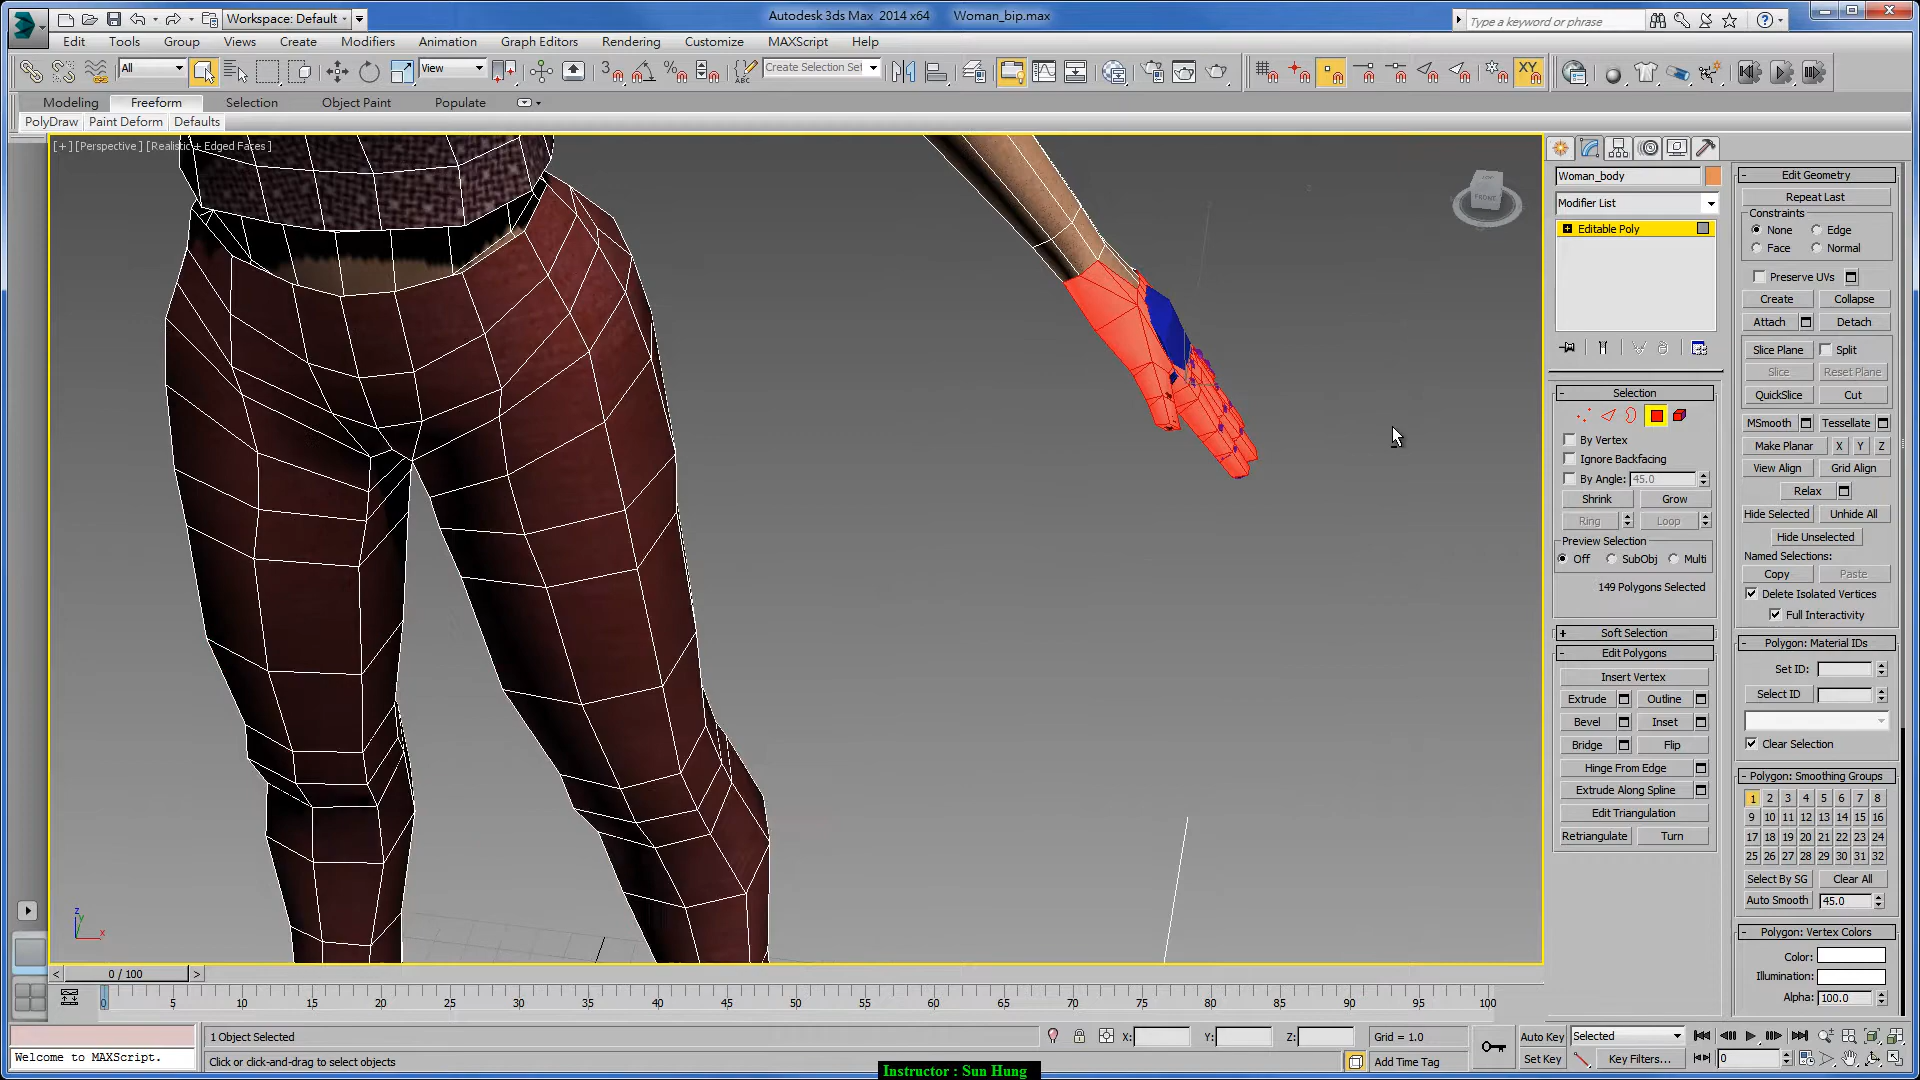 Workspace: Default
Autodesk 3ds Max 2014 x64 Woman_bip.max
Type a keyword or phrase
Edit Tools Group Views Create Modifiers Animation Graph Editors Rendering Customize MAXScript Help
All View Create Selection Set XY
Modeling Freeform Selection Object Paint Populate
PolyDraw Paint Deform Defaults
[+] [Perspective] [Realistic + Edged Faces]
FRONT
Woman_body
Modifier List
Editable Poly
Selection
By Vertex
Ignore Backfacing
By Angle: 45.0
Shrink Grow
Ring Loop
Preview Selection
Off SubObj Multi
149 Polygons Selected
Soft Selection
Edit Polygons
Insert Vertex
Extrude Outline
Bevel Inset
Bridge Flip
Hinge From Edge
Extrude Along Spline
Edit Triangulation
Retriangulate Turn
Edit Geometry
Repeat Last
Constraints
None Edge
Face Normal
Preserve UVs
Create Collapse
Attach Detach
Slice Plane Split
Slice Reset Plane
QuickSlice Cut
MSmooth Tessellate
Make Planar X Y Z
View Align Grid Align
Relax
Hide Selected Unhide All
Hide Unselected
Named Selections:
Copy Paste
Delete Isolated Vertices
Full Interactivity
Polygon: Material IDs
Set ID:
Select ID
Clear Selection
Polygon: Smoothing Groups
1 2 3 4 5 6 7 8
9 10 11 12 13 14 15 16
17 18 19 20 21 22 23 24
25 26 27 28 29 30 31 32
Select By SG Clear All
Auto Smooth 45.0
Polygon: Vertex Colors
Color:
Illumination:
Alpha: 100.0
z y x
0 / 100
0 5 10 15 20 25 30 35 40 45 50 55 60 65 70 75 80 85 90 95 100
1 Object Selected X: Y: Z: Grid = 1.0 Auto Key Selected
Welcome to MAXScript. Click or click-and-drag to select objects Add Time Tag Set Key Key Filters... 0
Instructor : Sun Hung